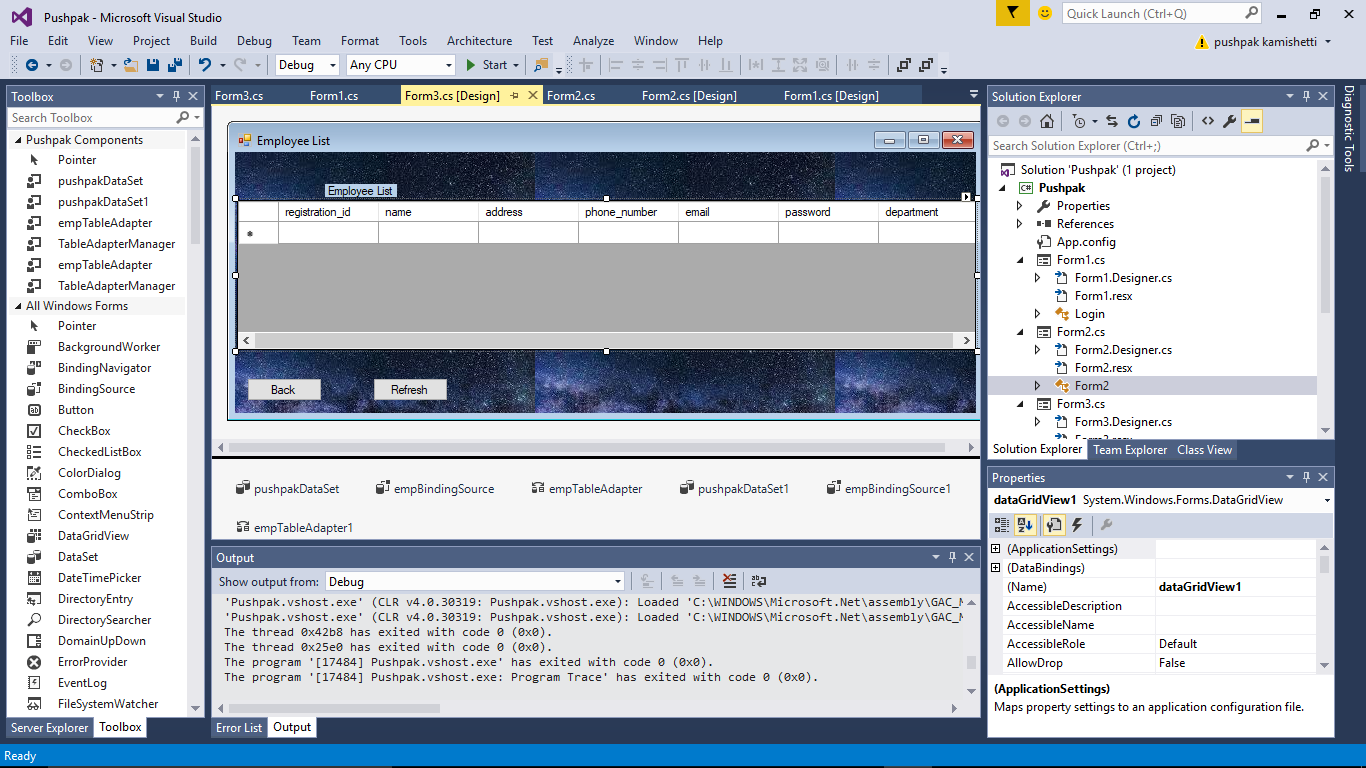 Pushpak - Microsoft Visual Studio
Quick Launch (Ctrl+Q)
File Edit View Project Build Debug Team Format Tools Architecture Test Analyze Window Help
pushpak kamishetti
Debug Any CPU Start
Toolbox
Search Toolbox
Pushpak Components
Pointer
pushpakDataSet
pushpakDataSet1
empTableAdapter
TableAdapterManager
empTableAdapter
TableAdapterManager
All Windows Forms
Pointer
BackgroundWorker
BindingNavigator
BindingSource
Button
CheckBox
CheckedListBox
ColorDialog
ComboBox
ContextMenuStrip
DataGridView
DataSet
DateTimePicker
DirectoryEntry
DirectorySearcher
DomainUpDown
ErrorProvider
EventLog
FileSystemWatcher
Server Explorer Toolbox
Form3.cs Form1.cs Form3.cs [Design] Form2.cs Form2.cs [Design] Form1.cs [Design]
Employee List
Employee List
registration_id name address phone_number email password department
Back Refresh
pushpakDataSet empBindingSource empTableAdapter pushpakDataSet1 empBindingSource1
empTableAdapter1
Output
Show output from: Debug
'Pushpak.vshost.exe' (CLR v4.0.30319: Pushpak.vshost.exe): Loaded 'C:\WINDOWS\Microsoft.Net\assembly\GAC_M
'Pushpak.vshost.exe' (CLR v4.0.30319: Pushpak.vshost.exe): Loaded 'C:\WINDOWS\Microsoft.Net\assembly\GAC_M
The thread 0x42b8 has exited with code 0 (0x0).
The thread 0x25e0 has exited with code 0 (0x0).
The program '[17484] Pushpak.vshost.exe' has exited with code 0 (0x0).
The program '[17484] Pushpak.vshost.exe: Program Trace' has exited with code 0 (0x0).
Error List Output
Solution Explorer
Search Solution Explorer (Ctrl+;)
Solution 'Pushpak' (1 project)
C# Pushpak
Properties
References
App.config
Form1.cs
Form1.Designer.cs
Form1.resx
Login
Form2.cs
Form2.Designer.cs
Form2.resx
Form2
Form3.cs
Form3.Designer.cs
Form3.resx
Solution Explorer Team Explorer Class View
Properties
dataGridView1 System.Windows.Forms.DataGridView
(ApplicationSettings)
(DataBindings)
(Name) dataGridView1
AccessibleDescription
AccessibleName
AccessibleRole Default
AllowDrop False
(ApplicationSettings)
Maps property settings to an application configuration file.
Diagnostic Tools
Ready